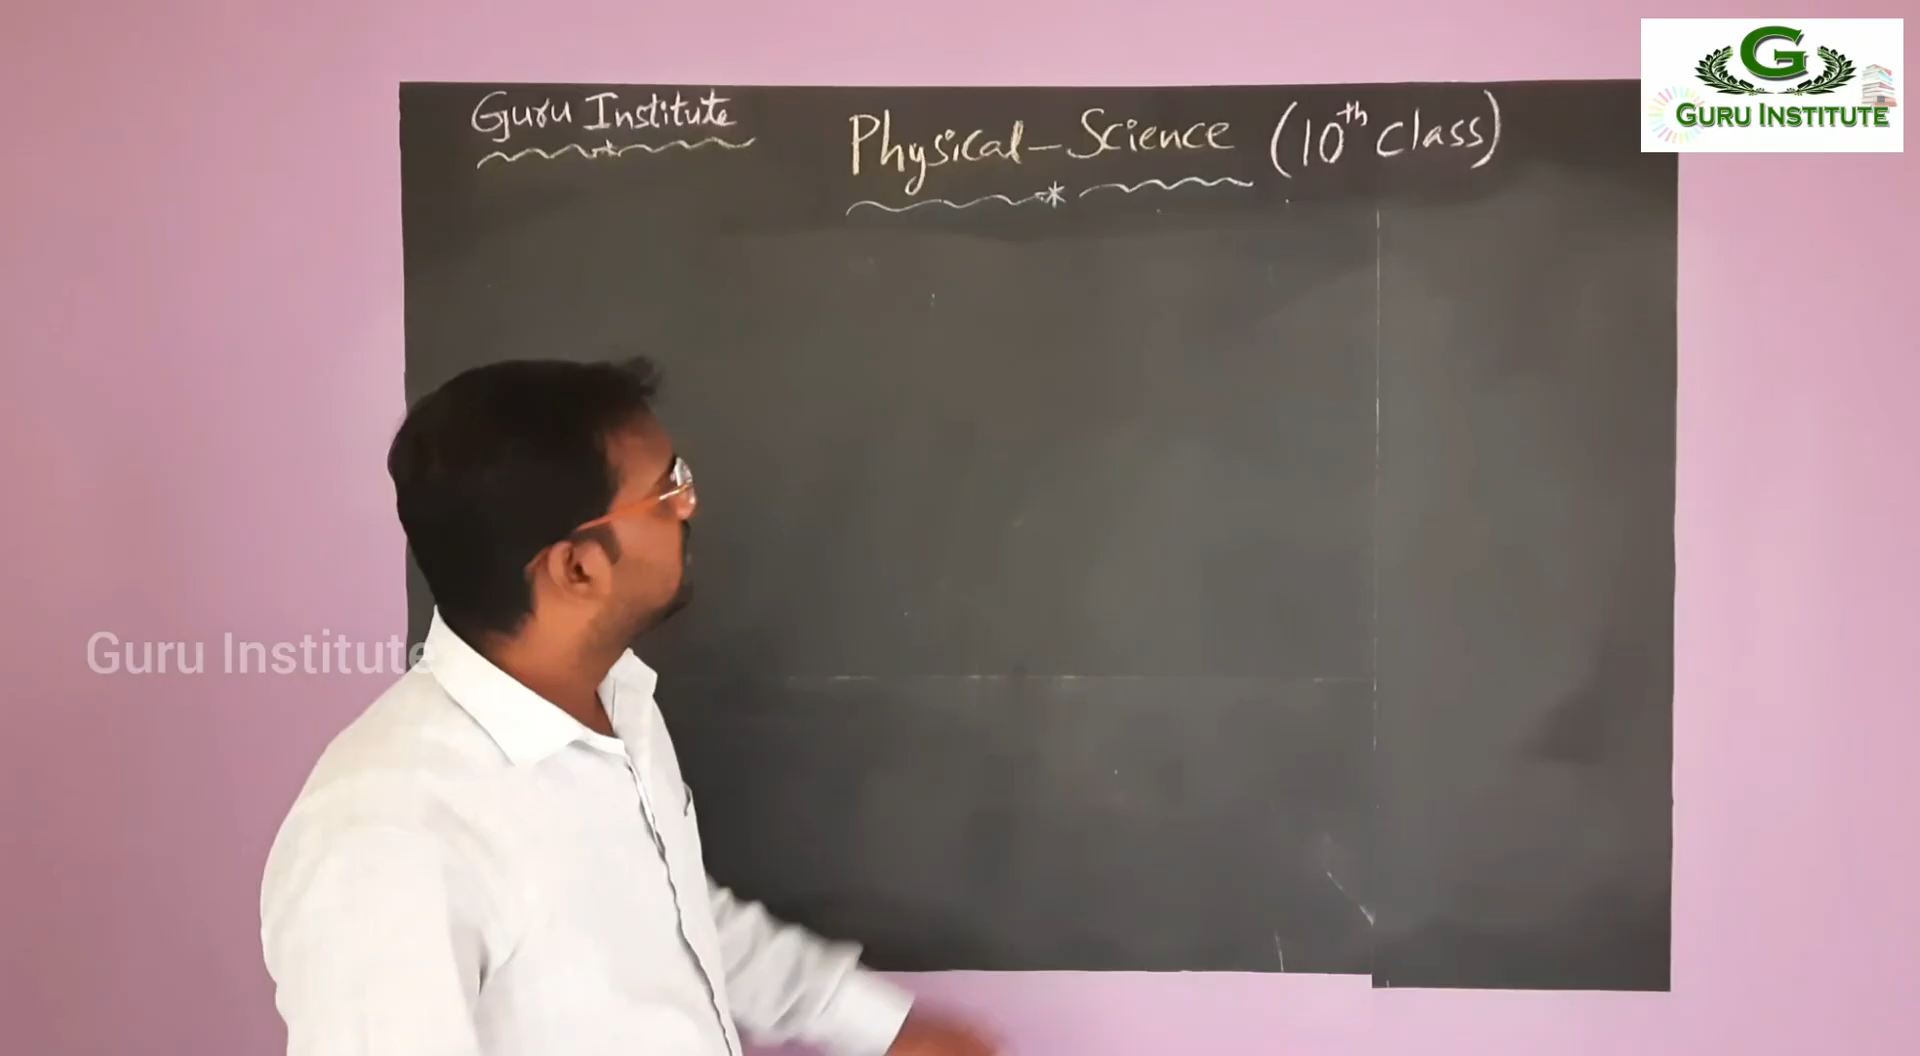 Guru Institute
Physical-Science (10th class)
G
GURU INSTITUTE
Guru Institute